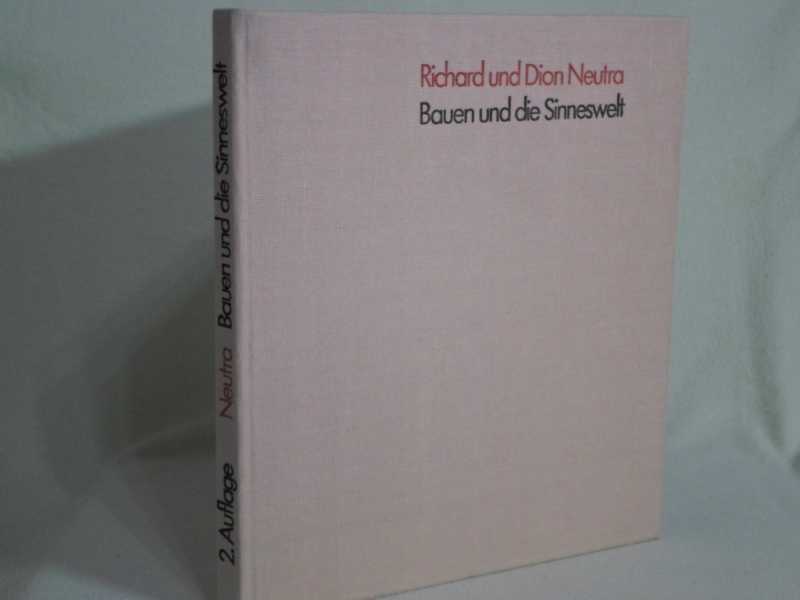 Richard und Dion Neutra
Bauen und die Sinneswelt
2. Auflage Neutra Bauen und die Sinneswelt